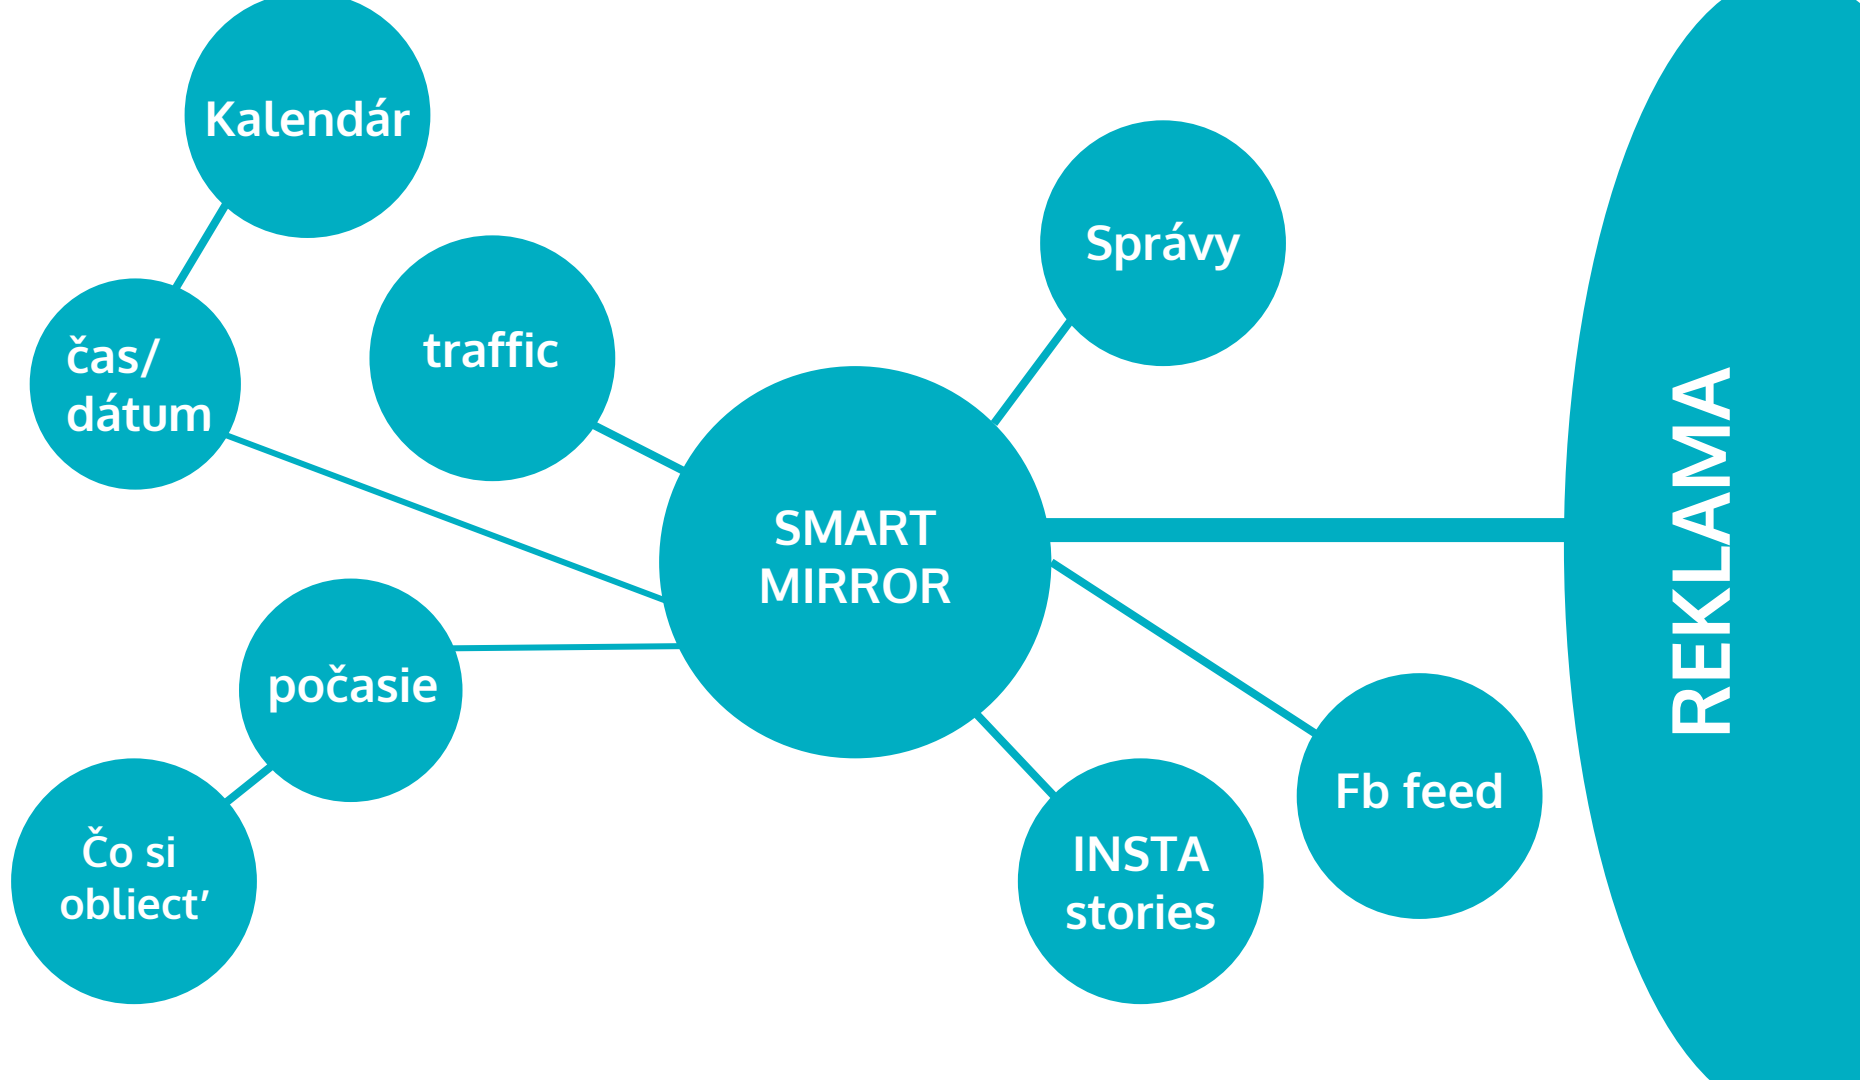 Kalendár
čas/
dátum
traffic
Správy
SMART
MIRROR
REKLAMA
počasie
Čo si
obliecť
INSTA
stories
Fb feed